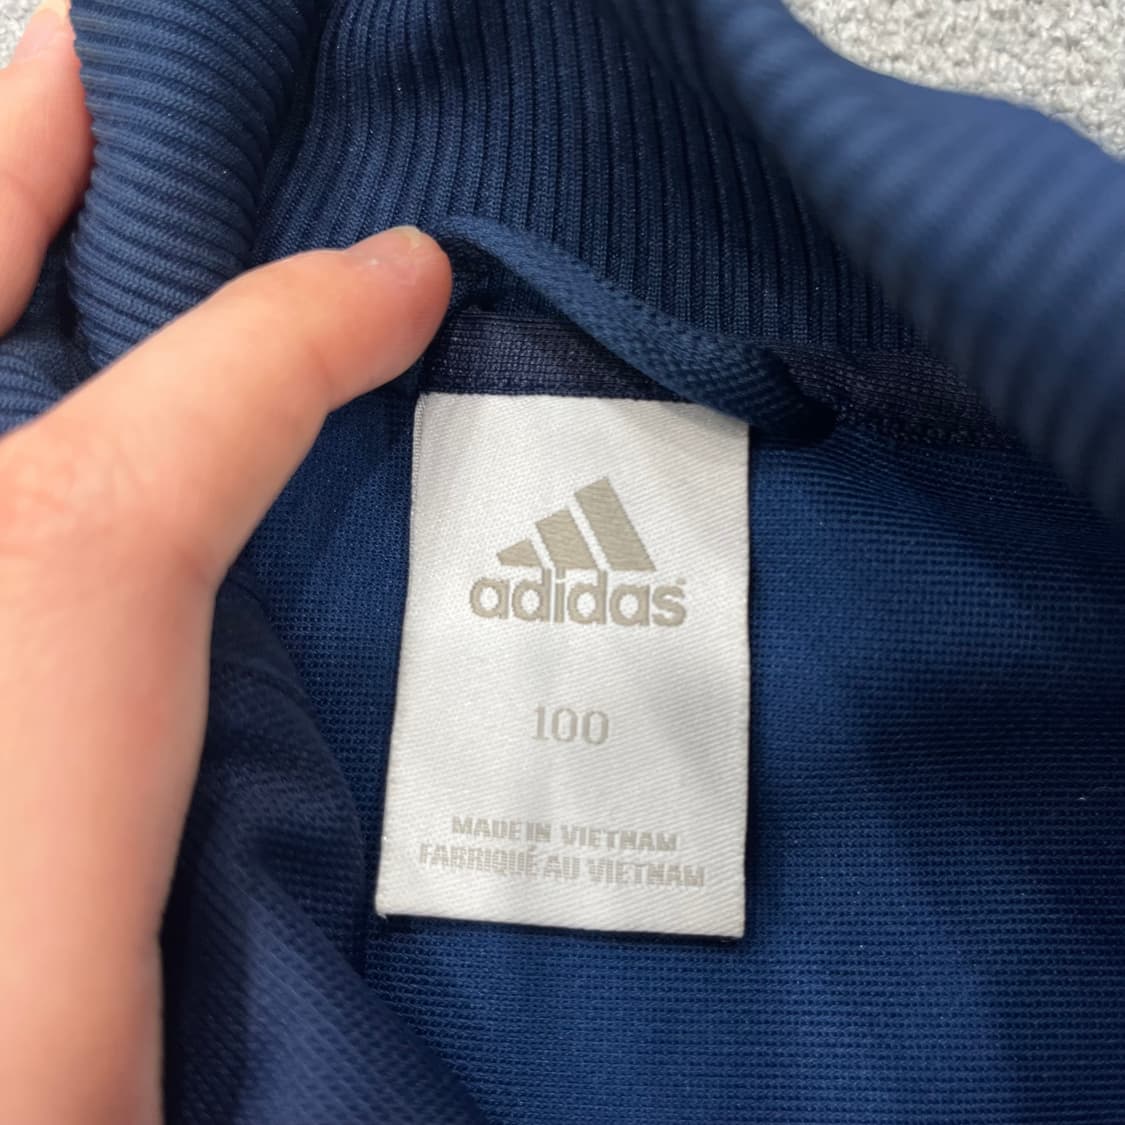 adidas
100
MADE IN VIETNAM
FABRIQUÉ AU VIETNAM